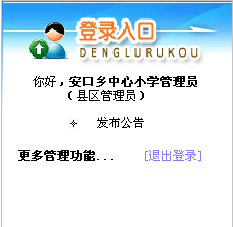 登录入口
DENGLURUKOU
你好，安口乡中心小学管理员
（县区管理员）
发布公告
更多管理功能... [退出登录]